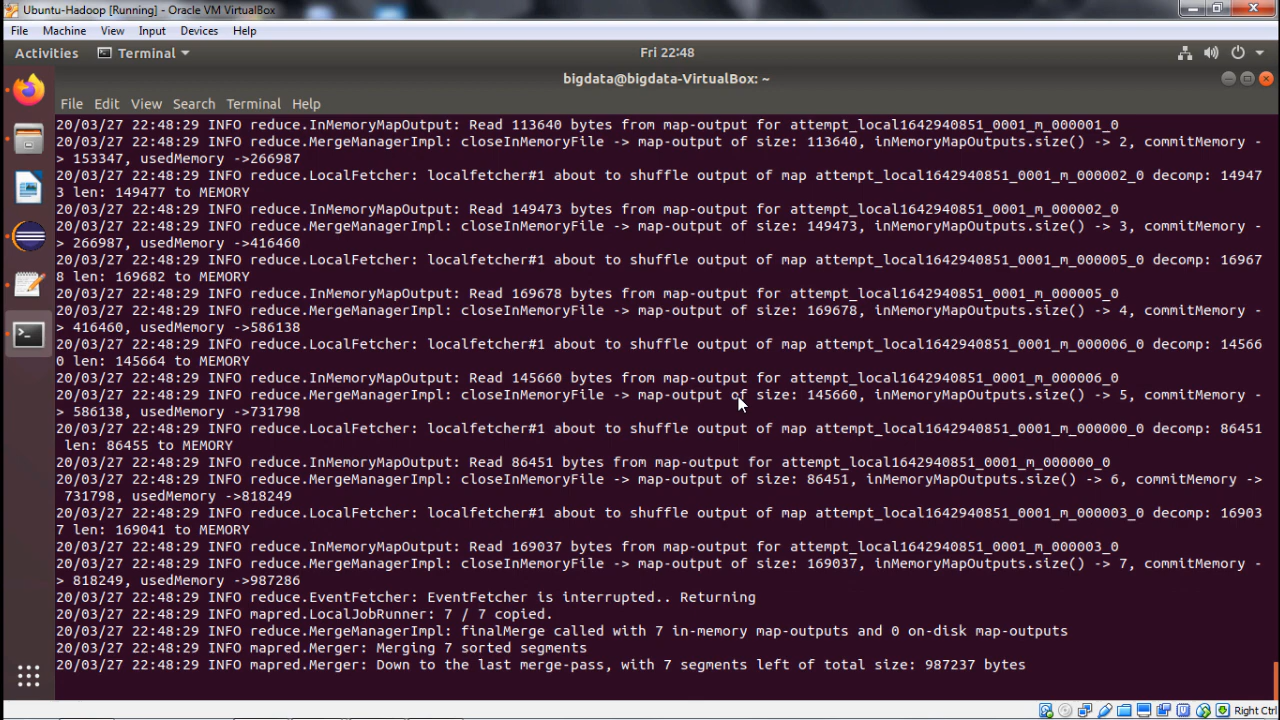 Ubuntu-Hadoop [Running] - Oracle VM VirtualBox
File Machine View Input Devices Help
Activities Terminal Fri 22:48
bigdata@bigdata-VirtualBox: ~
File Edit View Search Terminal Help
20/03/27 22:48:29 INFO reduce.InMemoryMapOutput: Read 113640 bytes from map-output for attempt_local1642940851_0001_m_000001_0
20/03/27 22:48:29 INFO reduce.MergeManagerImpl: closeInMemoryFile -> map-output of size: 113640, inMemoryMapOutputs.size() -> 2, commitMemory -
> 153347, usedMemory ->266987
20/03/27 22:48:29 INFO reduce.LocalFetcher: localfetcher#1 about to shuffle output of map attempt_local1642940851_0001_m_000002_0 decomp: 14947
3 len: 149477 to MEMORY
20/03/27 22:48:29 INFO reduce.InMemoryMapOutput: Read 149473 bytes from map-output for attempt_local1642940851_0001_m_000002_0
20/03/27 22:48:29 INFO reduce.MergeManagerImpl: closeInMemoryFile -> map-output of size: 149473, inMemoryMapOutputs.size() -> 3, commitMemory -
> 266987, usedMemory ->416460
20/03/27 22:48:29 INFO reduce.LocalFetcher: localfetcher#1 about to shuffle output of map attempt_local1642940851_0001_m_000005_0 decomp: 16967
8 len: 169682 to MEMORY
20/03/27 22:48:29 INFO reduce.InMemoryMapOutput: Read 169678 bytes from map-output for attempt_local1642940851_0001_m_000005_0
20/03/27 22:48:29 INFO reduce.MergeManagerImpl: closeInMemoryFile -> map-output of size: 169678, inMemoryMapOutputs.size() -> 4, commitMemory -
> 416460, usedMemory ->586138
20/03/27 22:48:29 INFO reduce.LocalFetcher: localfetcher#1 about to shuffle output of map attempt_local1642940851_0001_m_000006_0 decomp: 14566
0 len: 145664 to MEMORY
20/03/27 22:48:29 INFO reduce.InMemoryMapOutput: Read 145660 bytes from map-output for attempt_local1642940851_0001_m_000006_0
20/03/27 22:48:29 INFO reduce.MergeManagerImpl: closeInMemoryFile -> map-output of size: 145660, inMemoryMapOutputs.size() -> 5, commitMemory -
> 586138, usedMemory ->731798
20/03/27 22:48:29 INFO reduce.LocalFetcher: localfetcher#1 about to shuffle output of map attempt_local1642940851_0001_m_000000_0 decomp: 86451
len: 86455 to MEMORY
20/03/27 22:48:29 INFO reduce.InMemoryMapOutput: Read 86451 bytes from map-output for attempt_local1642940851_0001_m_000000_0
20/03/27 22:48:29 INFO reduce.MergeManagerImpl: closeInMemoryFile -> map-output of size: 86451, inMemoryMapOutputs.size() -> 6, commitMemory ->
731798, usedMemory ->818249
20/03/27 22:48:29 INFO reduce.LocalFetcher: localfetcher#1 about to shuffle output of map attempt_local1642940851_0001_m_000003_0 decomp: 16903
7 len: 169041 to MEMORY
20/03/27 22:48:29 INFO reduce.InMemoryMapOutput: Read 169037 bytes from map-output for attempt_local1642940851_0001_m_000003_0
20/03/27 22:48:29 INFO reduce.MergeManagerImpl: closeInMemoryFile -> map-output of size: 169037, inMemoryMapOutputs.size() -> 7, commitMemory -
> 818249, usedMemory ->987286
20/03/27 22:48:29 INFO reduce.EventFetcher: EventFetcher is interrupted.. Returning
20/03/27 22:48:29 INFO mapred.LocalJobRunner: 7 / 7 copied.
20/03/27 22:48:29 INFO reduce.MergeManagerImpl: finalMerge called with 7 in-memory map-outputs and 0 on-disk map-outputs
20/03/27 22:48:29 INFO mapred.Merger: Merging 7 sorted segments
20/03/27 22:48:29 INFO mapred.Merger: Down to the last merge-pass, with 7 segments left of total size: 987237 bytes
Right Ctrl